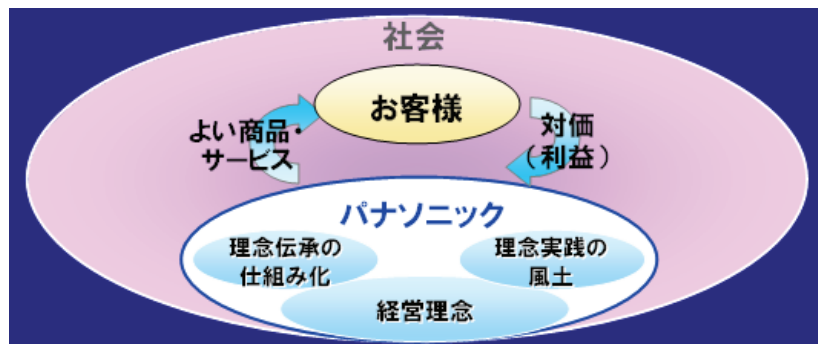 社会
お客様
よい商品・
サービス
対価
（利益）
パナソニック
理念伝承の
仕組み化
理念実践の
風土
経営理念